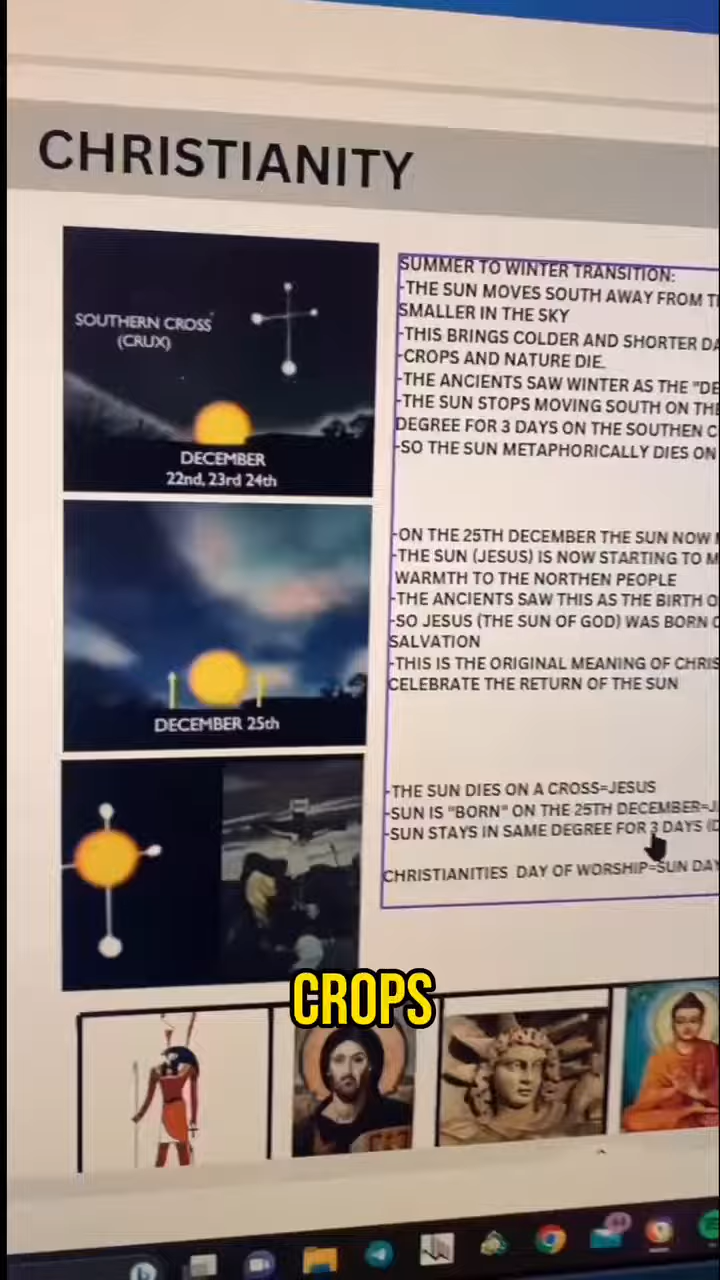 CHRISTIANITY
SOUTHERN CROSS
(CRUX)
DECEMBER
22nd, 23rd 24th
SUMMER TO WINTER TRANSITION:
-THE SUN MOVES SOUTH AWAY FROM
SMALLER IN THE SKY
-THIS BRINGS COLDER AND SHORTER
-CROPS AND NATURE DIE.
-THE ANCIENTS SAW WINTER AS THE
-THE SUN STOPS MOVING SOUTH ON THE
DEGREE FOR 3 DAYS ON THE SOUTHEN
-SO THE SUN METAPHORICALLY DIES ON
DECEMBER 25th
-ON THE 25TH DECEMBER THE SUN NOW
-THE SUN (JESUS) IS NOW STARTING TO
WARMTH TO THE NORTHEN PEOPLE
-THE ANCIENTS SAW THIS AS THE BIRTH
-SO JESUS (THE SUN OF GOD) WAS BORN
SALVATION
-THIS IS THE ORIGINAL MEANING OF
CELEBRATE THE RETURN OF THE SUN
-THE SUN DIES ON A CROSS=JESUS
-SUN IS "BORN" ON THE 25TH DECEMBER=
-SUN STAYS IN SAME DEGREE FOR 3 DAYS
CHRISTIANITIES DAY OF WORSHIP=SUN DAY
CROPS